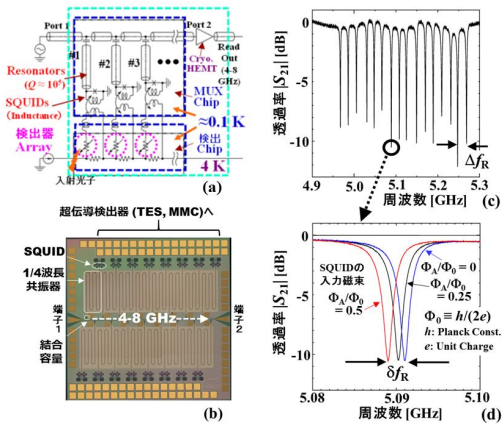 Port 1
Port 2
Read
Out
(4-8
GHz)
#1
#2
#3
Cryo.
HEMT
Resonators
(Q ≈ 10⁵)
SQUIDs
(Inductance)
MUX
Chip
≈0.1 K
検出器
Array
検出
Chip
4 K
入射光子
(a)
超伝導検出器 (TES, MMC)へ
SQUID
1/4波長
共振器
端子1
4-8 GHz
端子2
結合
容量
(b)
透過率 |S21| [dB]
0
-5
-10
ΔfR
4.9
5.0
5.1
5.2
5.3
周波数 [GHz]
(c)
透過率 |S21| [dB]
0
-5
-10
SQUIDの
入力磁束
ΦA/Φ0
= 0.5
ΦA/Φ0= 0
ΦA/Φ0
= 0.25
Φ0 ≡ h/(2e)
h: Planck Const.
e: Unit Charge
δfR
5.08
5.09
5.10
周波数 [GHz]
(d)